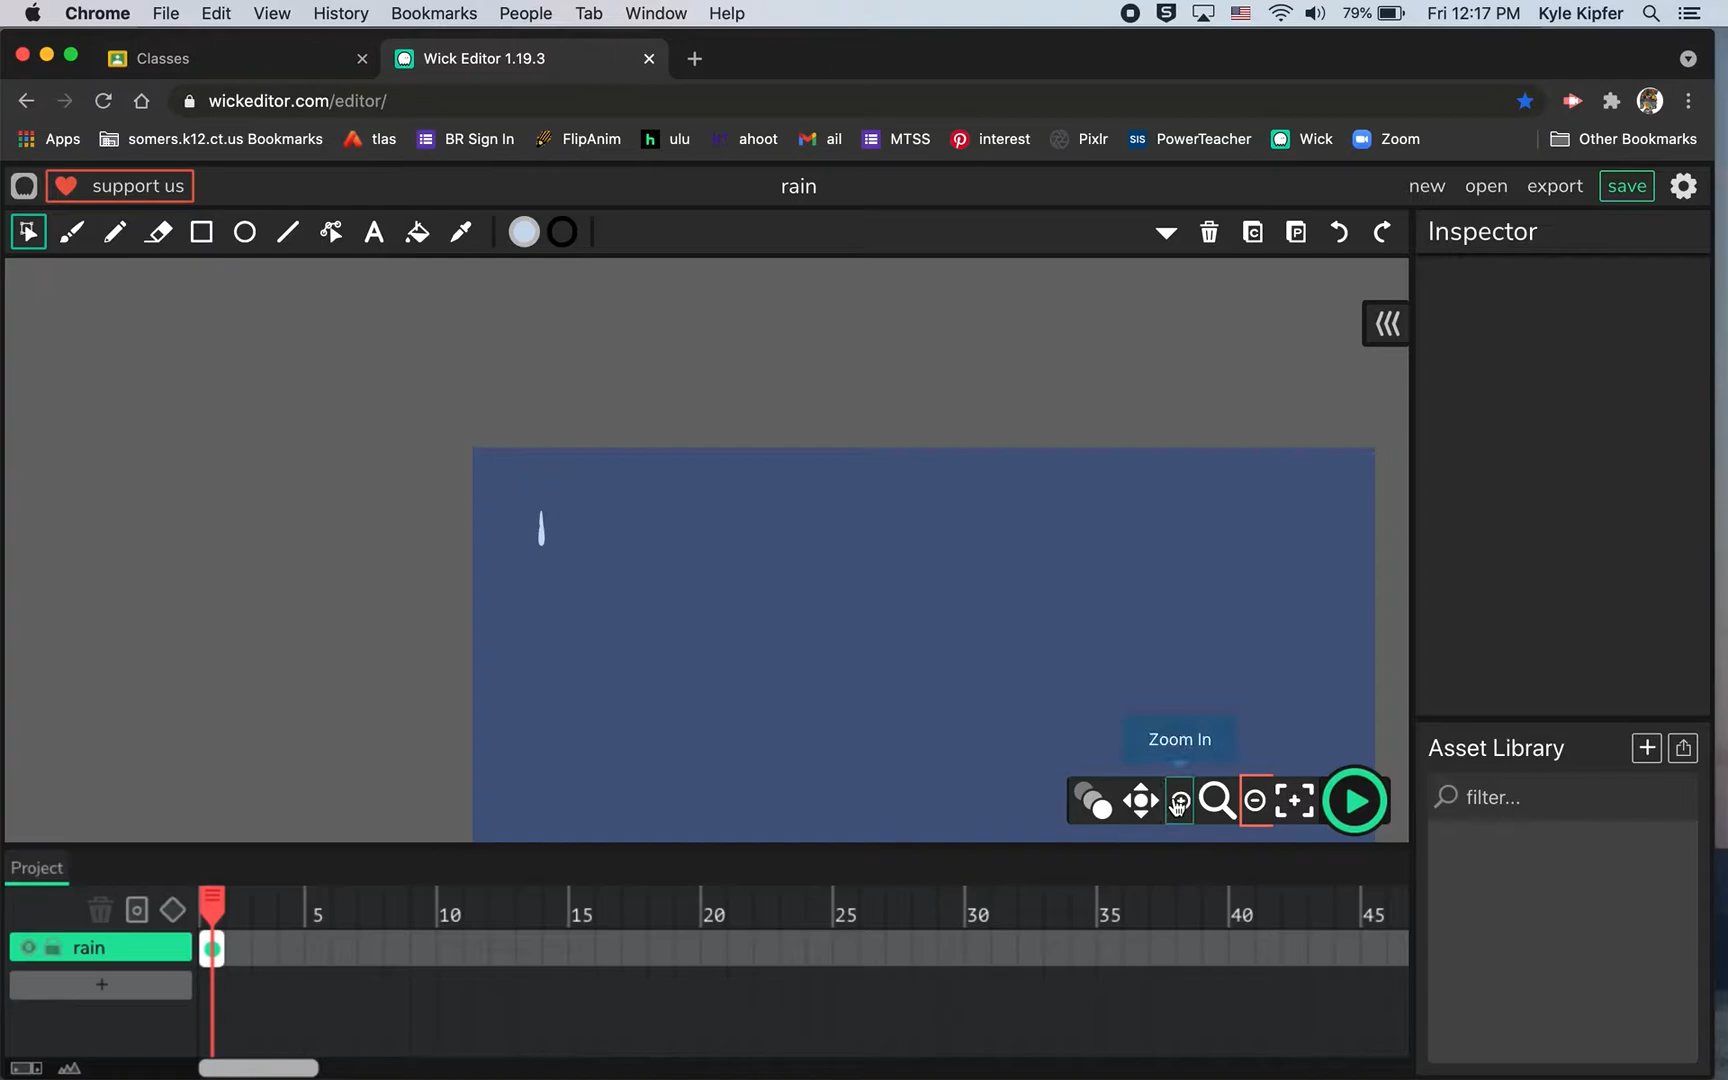 Chrome File Edit View History Bookmarks People Tab Window Help 79% Fri 12:17 PM Kyle Kipfer
Classes Wick Editor 1.19.3
wickeditor.com/editor/
Apps somers.k12.ct.us Bookmarks tlas BR Sign In FlipAnim ulu ahoot ail MTSS interest Pixlr SIS PowerTeacher Wick Zoom Other Bookmarks
support us rain new open export save
Inspector
Zoom In
Asset Library
filter...
Project
5 10 15 20 25 30 35 40 45
rain